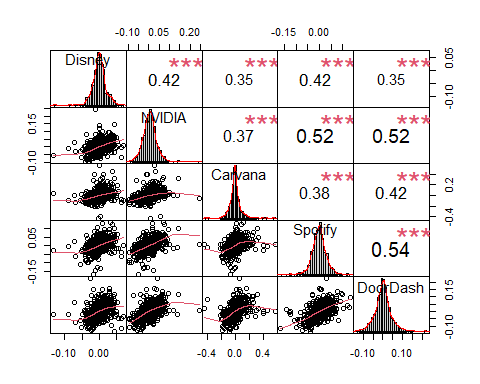 -0.10 0.05 0.20 -0.15 0.00
Disney *** *** *** ***
0.42 0.35 0.42 0.35
-0.10 0.05
-0.10 0.15
NVIDIA *** *** ***
0.37 0.52 0.52
Carvana *** ***
0.38 0.42
-0.4 0.2
-0.15 0.05
Spotify ***
0.54
DoorDash
-0.10 0.15
-0.10 0.00 -0.4 0.0 0.4 -0.10 0.10